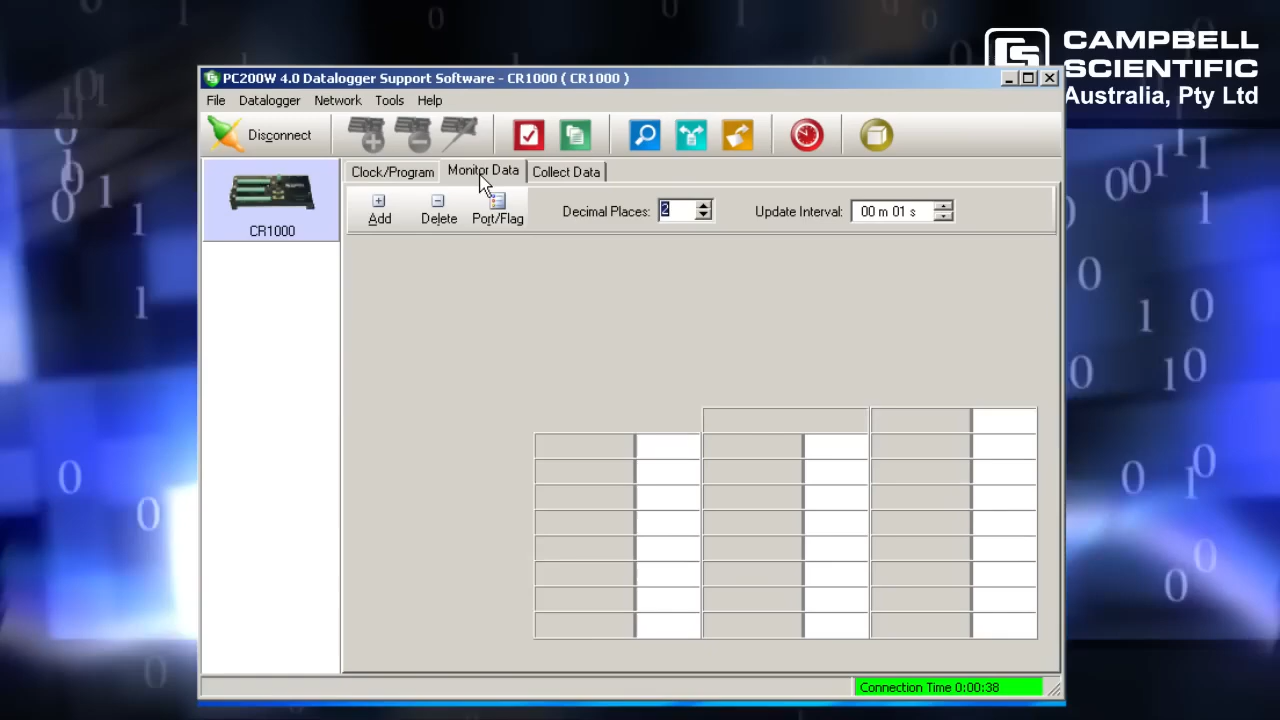 CAMPBELL
SCIENTIFIC
Australia, Pty Ltd
PC200W 4.0 Datalogger Support Software - CR1000 ( CR1000 )
File Datalogger Network Tools Help
Disconnect
Clock/Program Monitor Data Collect Data
Add Delete Port/Flag Decimal Places: 2 Update Interval: 00 m 01 s
CR1000
Connection Time 0:00:38